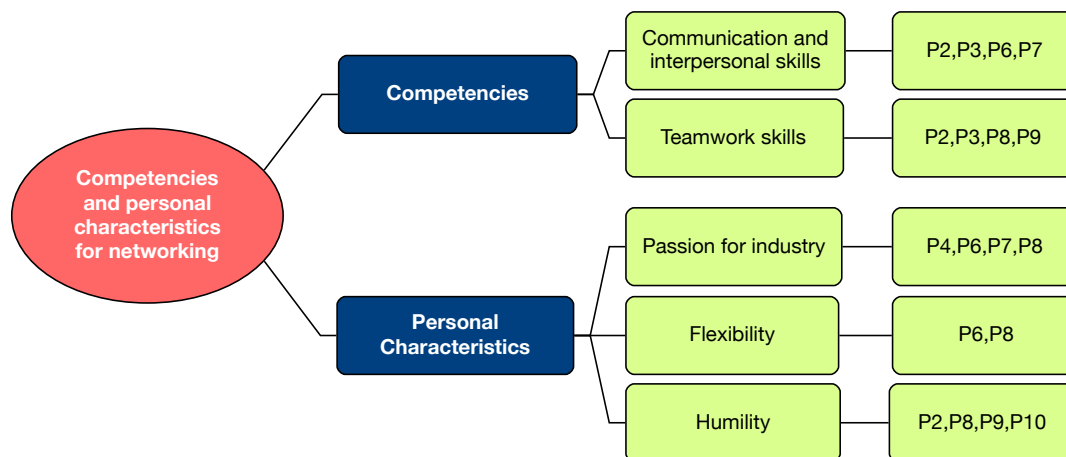 Competencies
and personal
characteristics
for networking
Competencies
Communication and
interpersonal skills
P2,P3,P6,P7
Teamwork skills
P2,P3,P8,P9
Personal
Characteristics
Passion for industry
P4,P6,P7,P8
Flexibility
P6,P8
Humility
P2,P8,P9,P10